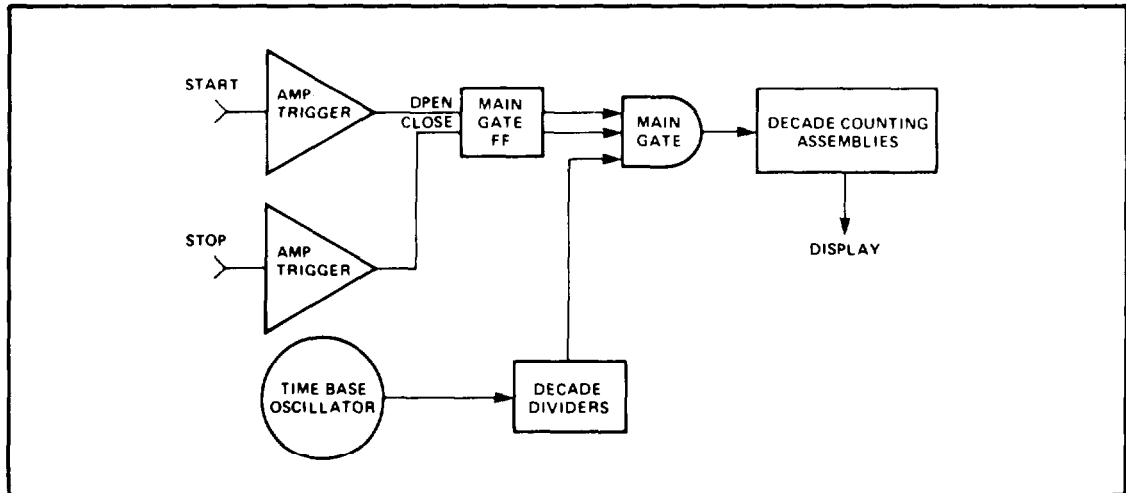 START
AMP
TRIGGER
DPEN
CLOSE
MAIN
GATE
FF
MAIN
GATE
DECADE COUNTING
ASSEMBLIES
STOP
AMP
TRIGGER
DISPLAY
TIME BASE
OSCILLATOR
DECADE
DIVIDERS